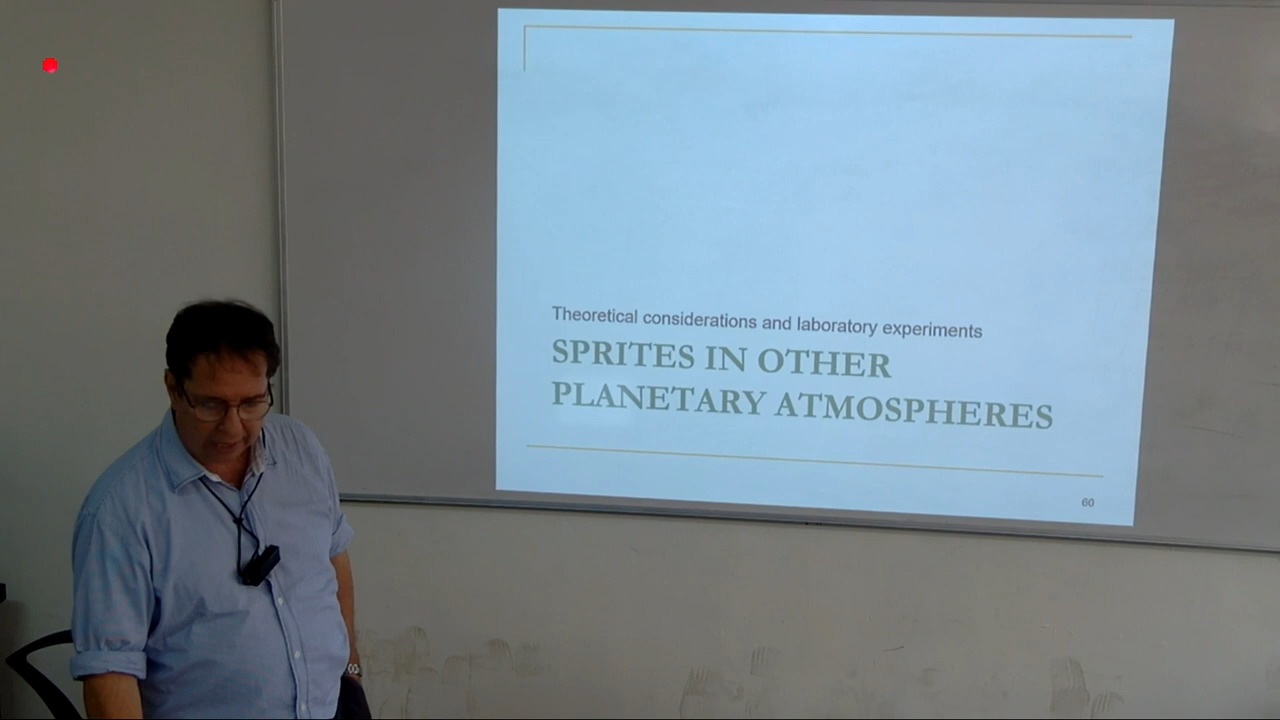 Theoretical considerations and laboratory experiments
SPRITES IN OTHER
PLANETARY ATMOSPHERES
60